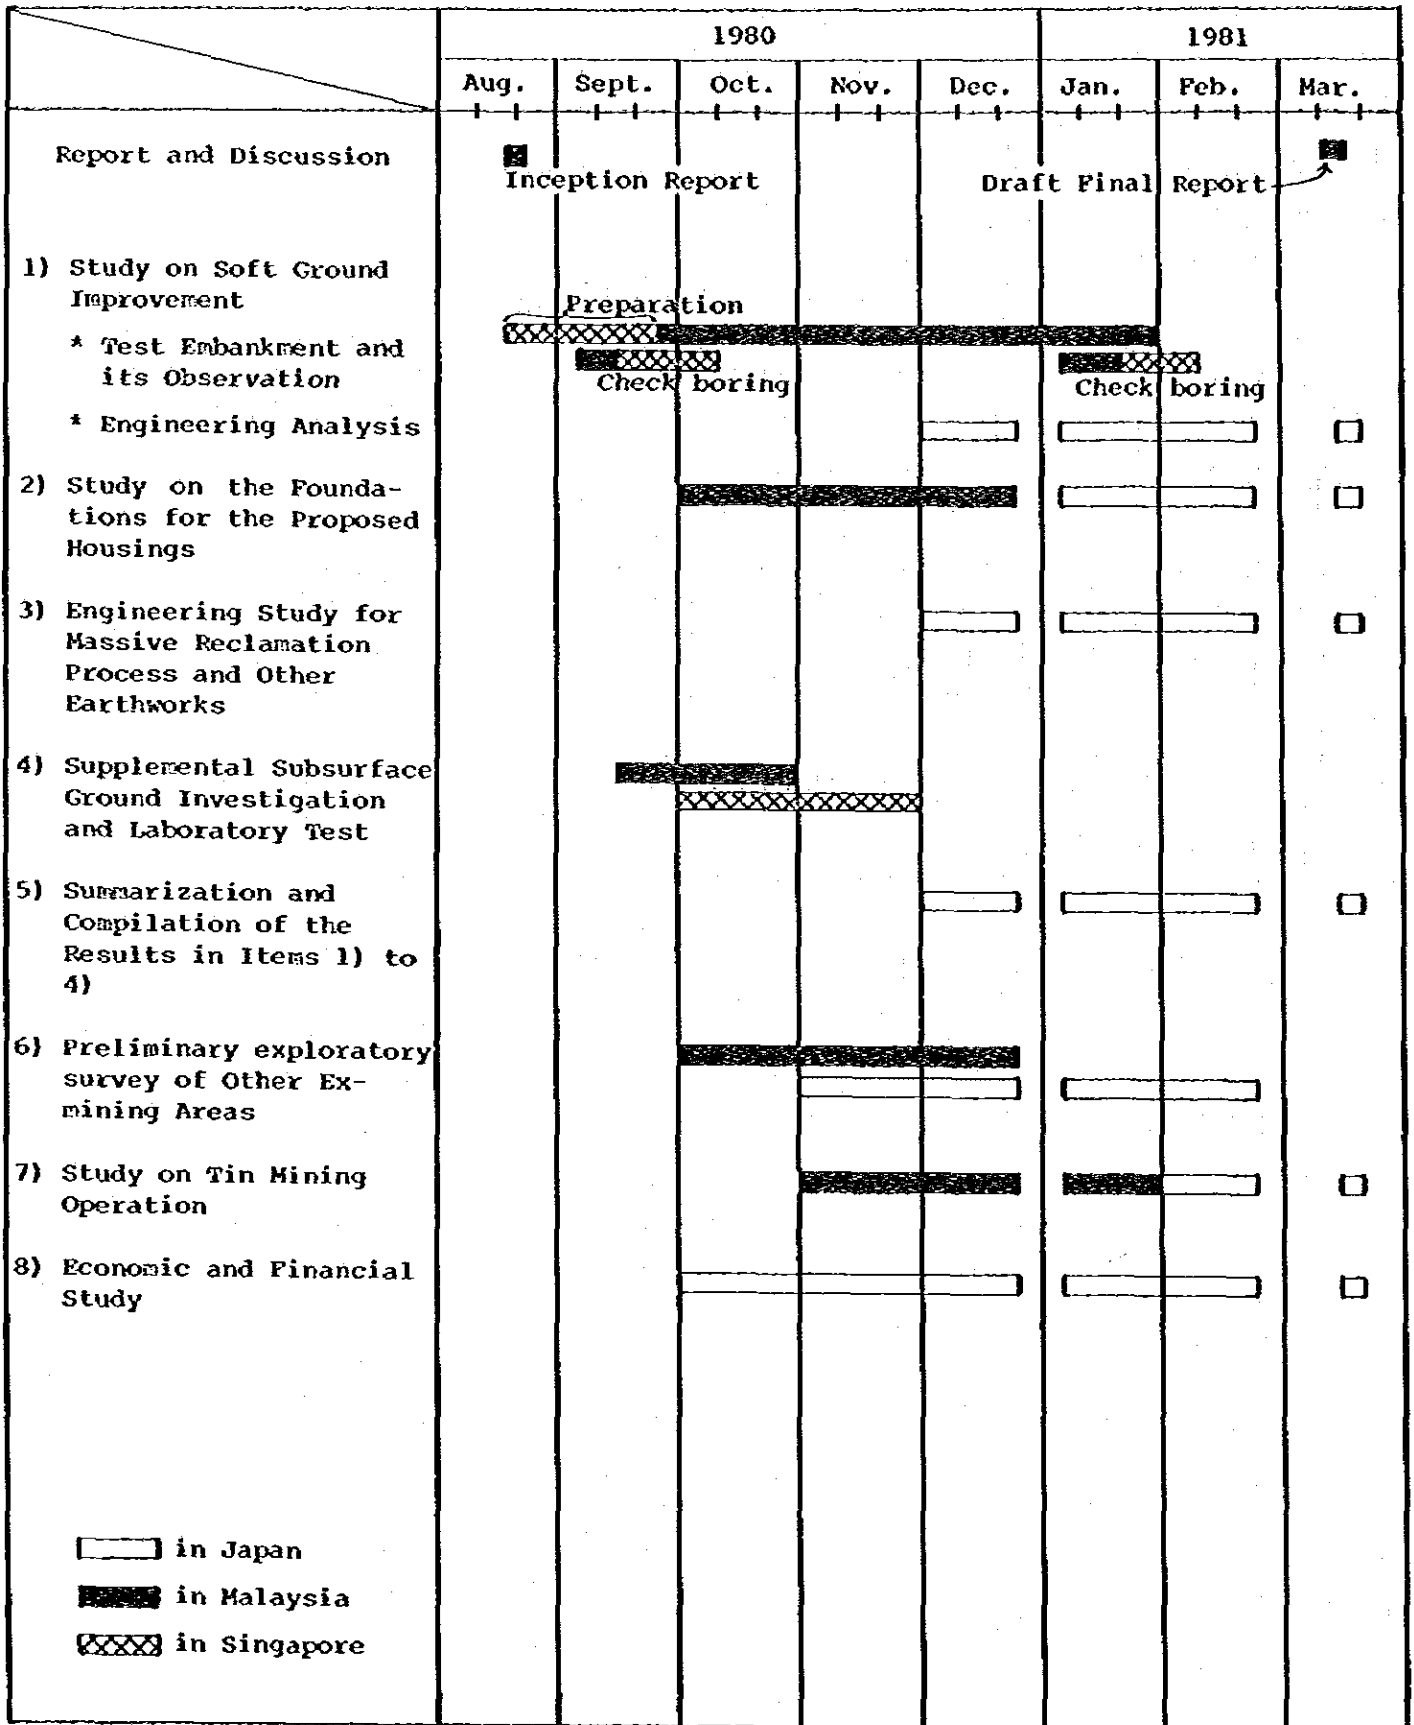 1980
1981
Aug.
Sept.
Oct.
Nov.
Dec.
Jan.
Feb.
Mar.
Report and Discussion
Inception Report
Draft Final Report
1) Study on Soft Ground
Improvement
Preparation
* Test Embankment and
its Observation
Check boring
Check boring
* Engineering Analysis
2) Study on the Founda-
tions for the Proposed
Housings
3) Engineering Study for
Massive Reclamation
Process and Other
Earthworks
4) Supplemental Subsurface
Ground Investigation
and Laboratory Test
5) Summarization and
Compilation of the
Results in Items 1) to
4)
6) Preliminary exploratory
survey of Other Ex-
mining Areas
7) Study on Tin Mining
Operation
8) Economic and Financial
Study
in Japan
in Malaysia
in Singapore